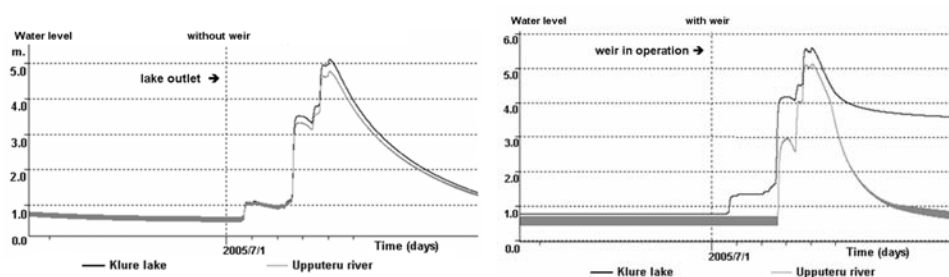 Water level
without weir
m.
5.0
lake outlet →
4.0
3.0
2.0
1.0
0.0
2005/7/1
Time (days)
Klure lake
Upputeru river
Water level
with weir
6.0
weir in operation →
5.0
4.0
3.0
2.0
1.0
0.0
2005/7/1
Time (days)
Klure lake
Upputeru river